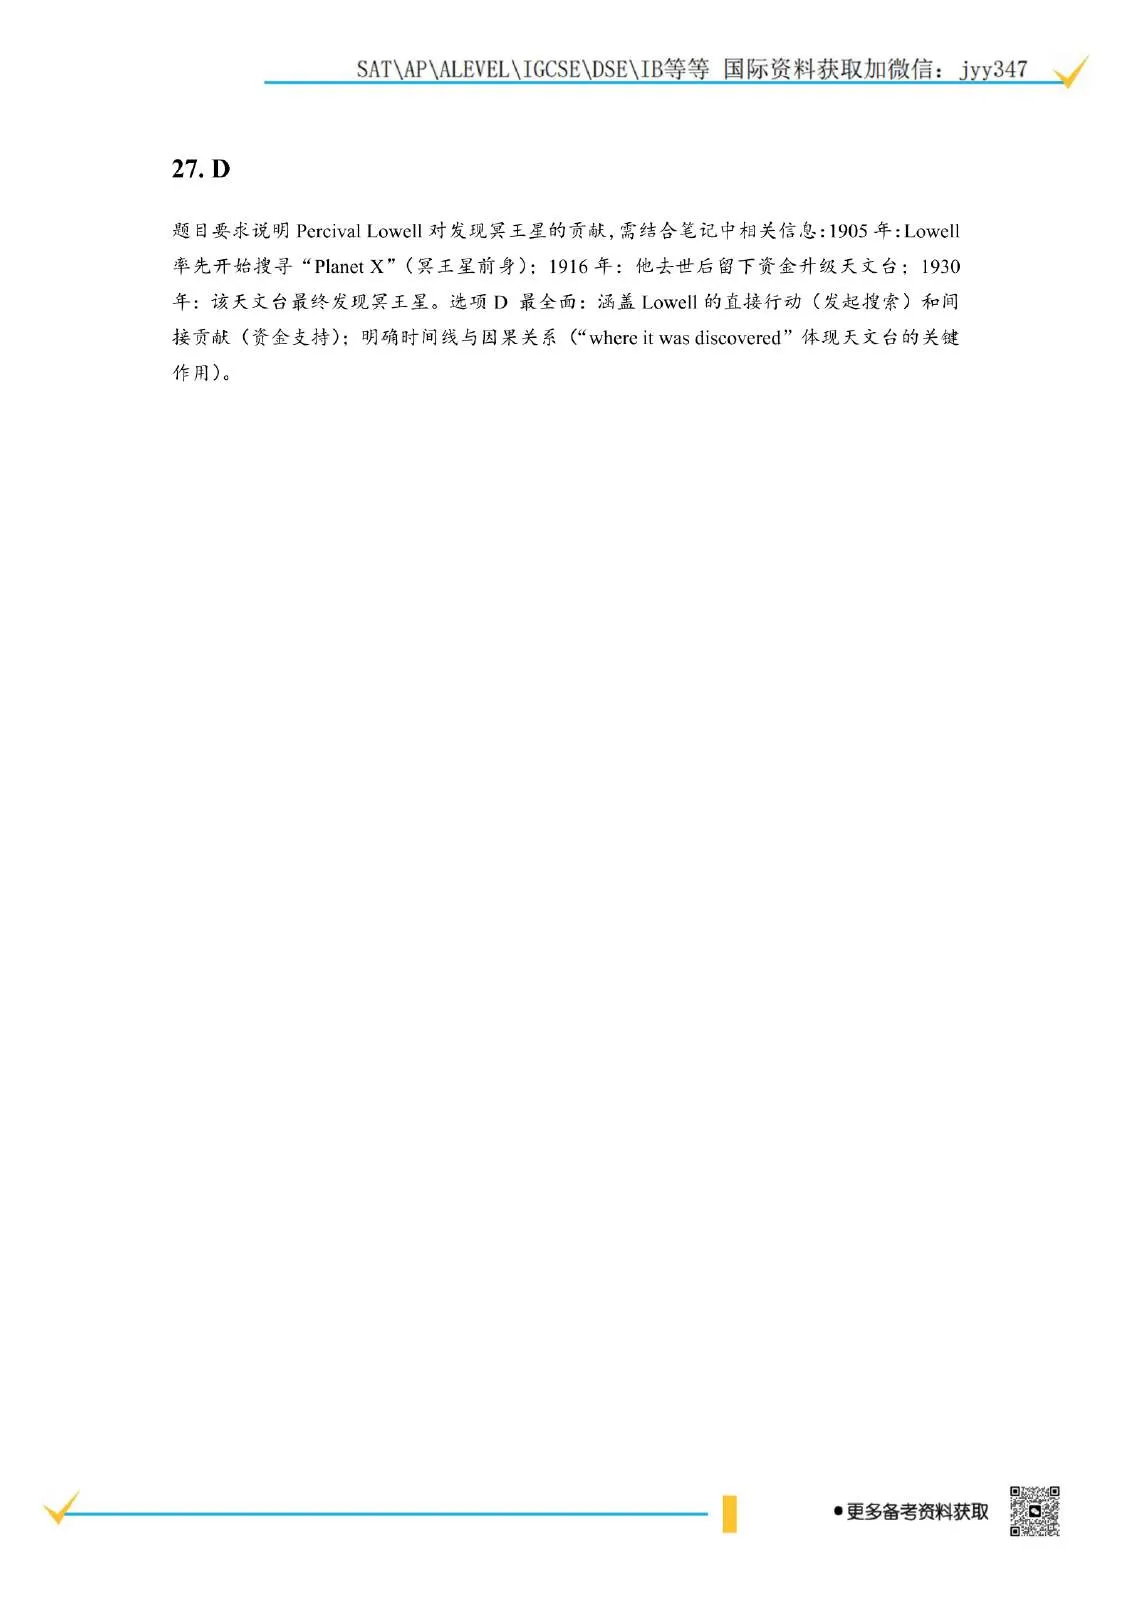 SAT\AP\ALEVEL\IGCSE\DSE\IB等等 国际资料获取加微信：jyy347
27. D
题目要求说明 Percival Lowell 对发现冥王星的贡献，需结合笔记中相关信息：1905 年：Lowell
率先开始搜寻“Planet X”（冥王星前身）；1916 年：他去世后留下资金升级天文台；1930
年：该天文台最终发现冥王星。选项 D 最全面：涵盖 Lowell 的直接行动（发起搜索）和间
接贡献（资金支持）；明确时间线与因果关系（“where it was discovered”体现天文台的关键
作用）。
•更多备考资料获取